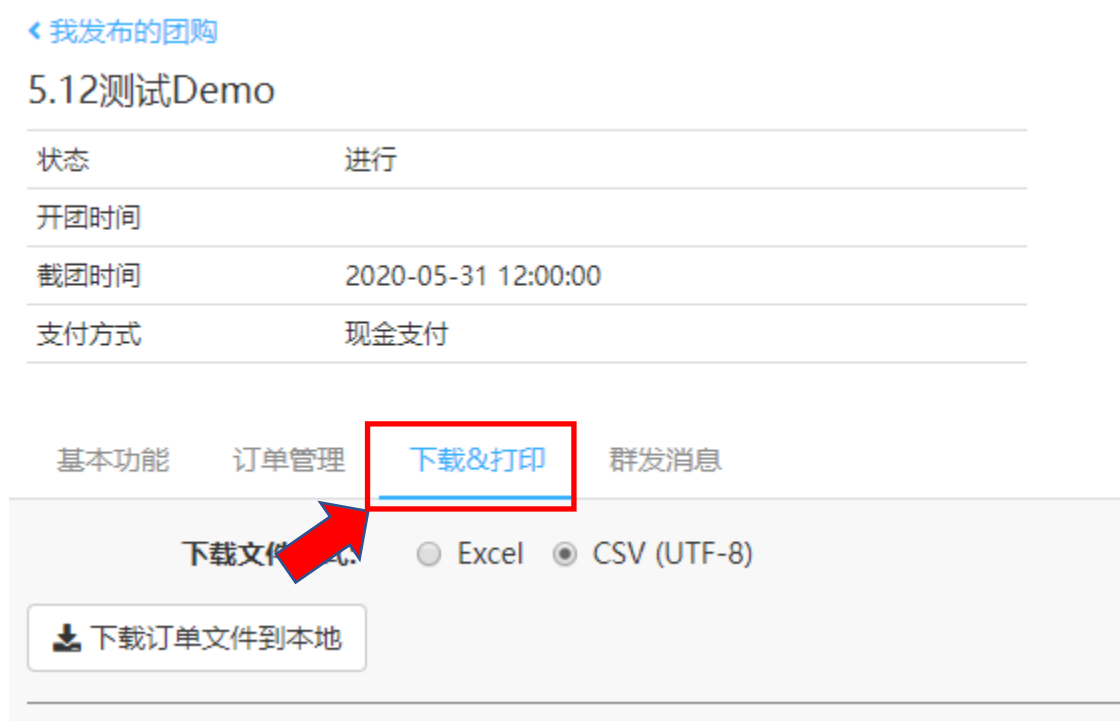 我发布的团购
5.12测试Demo
状态 进行
开团时间
截团时间 2020-05-31 12:00:00
支付方式 现金支付
基本功能 订单管理 下载&打印 群发消息
下载文件 式: Excel CSV (UTF-8)
下载订单文件到本地